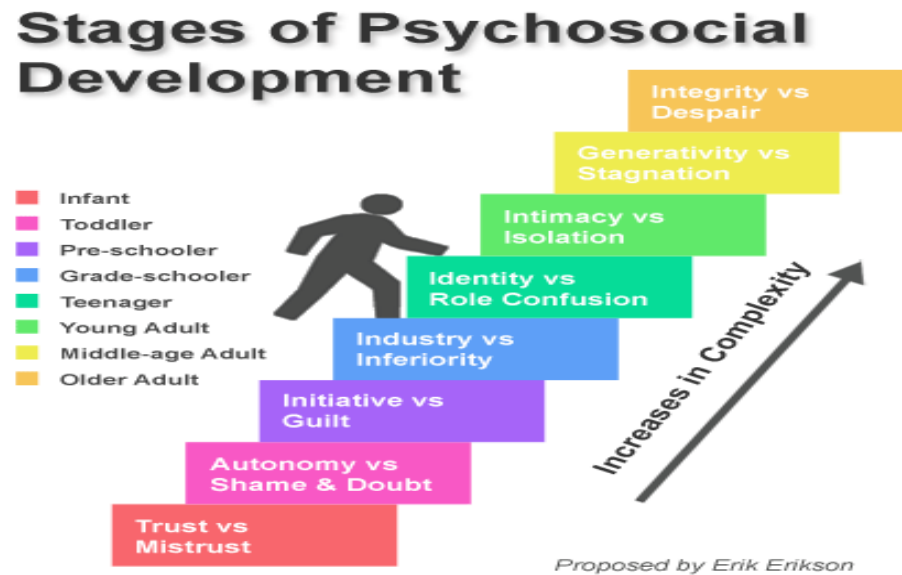 Stages of Psychosocial
Development
Integrity vs
Despair
Generativity vs
Stagnation
Infant
Toddler
Pre-schooler
Grade-schooler
Teenager
Young Adult
Middle-age Adult
Older Adult
Intimacy vs
Isolation
Identity vs
Role Confusion
Industry vs
Inferiority
Initiative vs
Guilt
Autonomy vs
Shame & Doubt
Trust vs
Mistrust
Increases in Complexity
Proposed by Erik Erikson